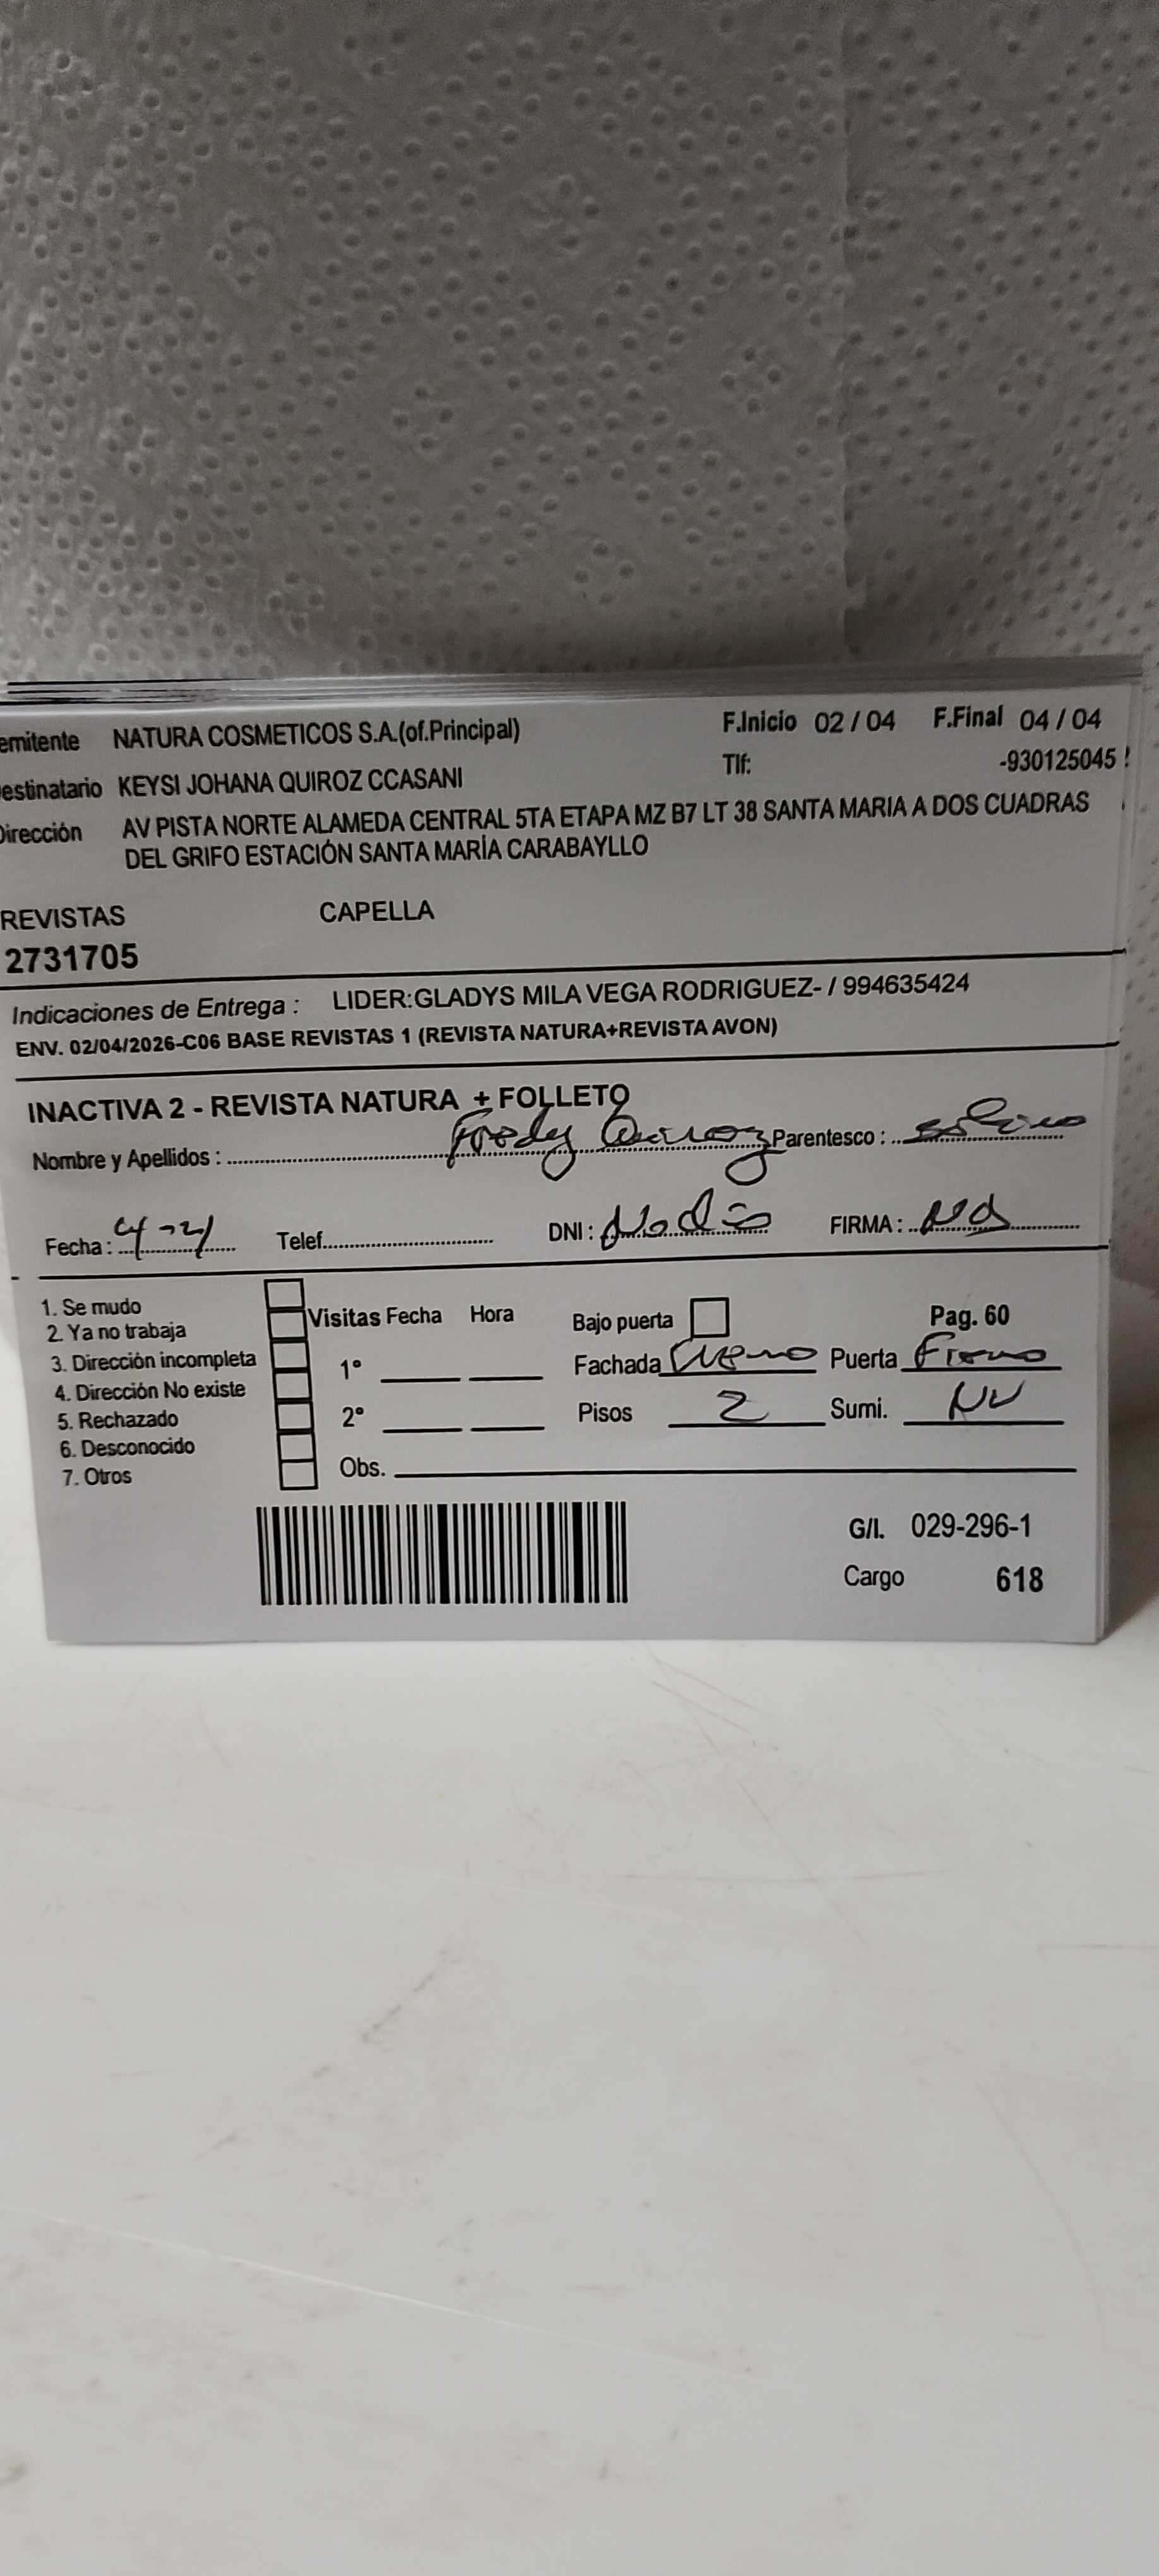 emitente NATURA COSMETICOS S.A.(of.Principal) F.Inicio 02 / 04 F.Final 04 / 04
estinatario KEYSI JOHANA QUIROZ CCASANI Tlf: -930125045 !
Dirección AV PISTA NORTE ALAMEDA CENTRAL 5TA ETAPA MZ B7 LT 38 SANTA MARIA A DOS CUADRAS
DEL GRIFO ESTACIÓN SANTA MARÍA CARABAYLLO
REVISTAS CAPELLA
2731705
Indicaciones de Entrega : LIDER:GLADYS MILA VEGA RODRIGUEZ- / 994635424
ENV. 02/04/2026-C06 BASE REVISTAS 1 (REVISTA NATURA+REVISTA AVON)
INACTIVA 2 - REVISTA NATURA + FOLLETO
Nombre y Apellidos : Fredy Quiroz Parentesco :
Fecha : Telef. DNI : FIRMA :
1. Se mudo
2. Ya no trabaja
3. Dirección incompleta
4. Dirección No existe
5. Rechazado
6. Desconocido
7. Otros
Visitas Fecha Hora Bajo puerta Pag. 60
1° Fachada Puerta Fierro
2° Pisos 2 Sumi. NV
Obs.
G/I. 029-296-1
Cargo 618